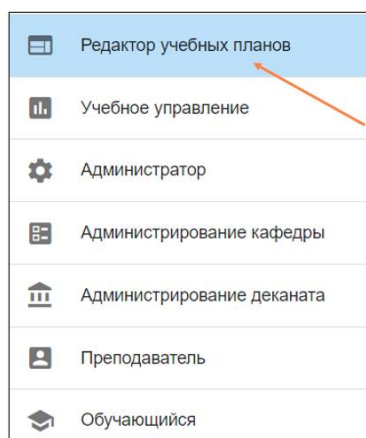 Редактор учебных планов
Учебное управление
Администратор
Администрирование кафедры
Администрирование деканата
Преподаватель
Обучающийся